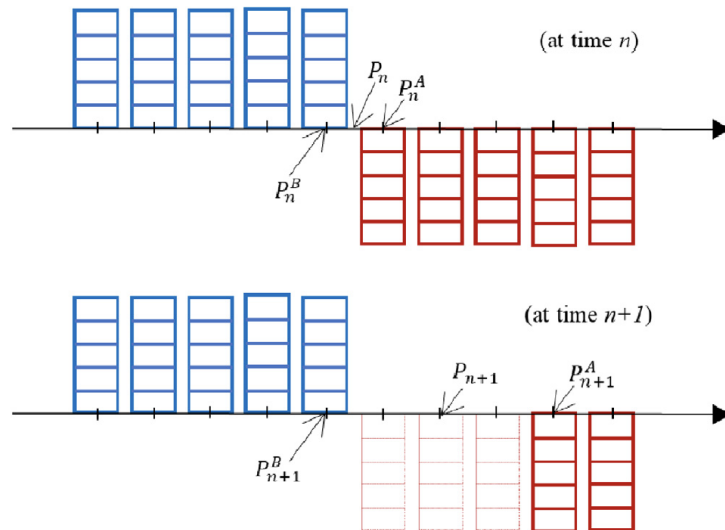 (at time n)
P_n
P_n^A
P_n^B
(at time n+1)
P_{n+1}
P_{n+1}^A
P_{n+1}^B